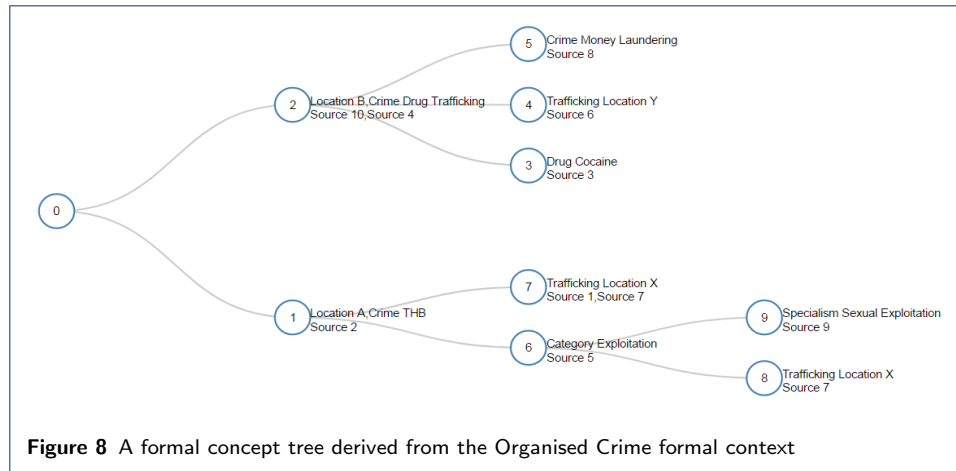 5
Crime Money Laundering
Source 8
2
Location B,Crime Drug Trafficking
Source 10,Source 4
4
Trafficking Location Y
Source 6
3
Drug Cocaine
Source 3
0
7
Trafficking Location X
Source 1,Source 7
1
Location A,Crime THB
Source 2
6
Category Exploitation
Source 5
9
Specialism Sexual Exploitation
Source 9
8
Trafficking Location X
Source 7
Figure 8 A formal concept tree derived from the Organised Crime formal context